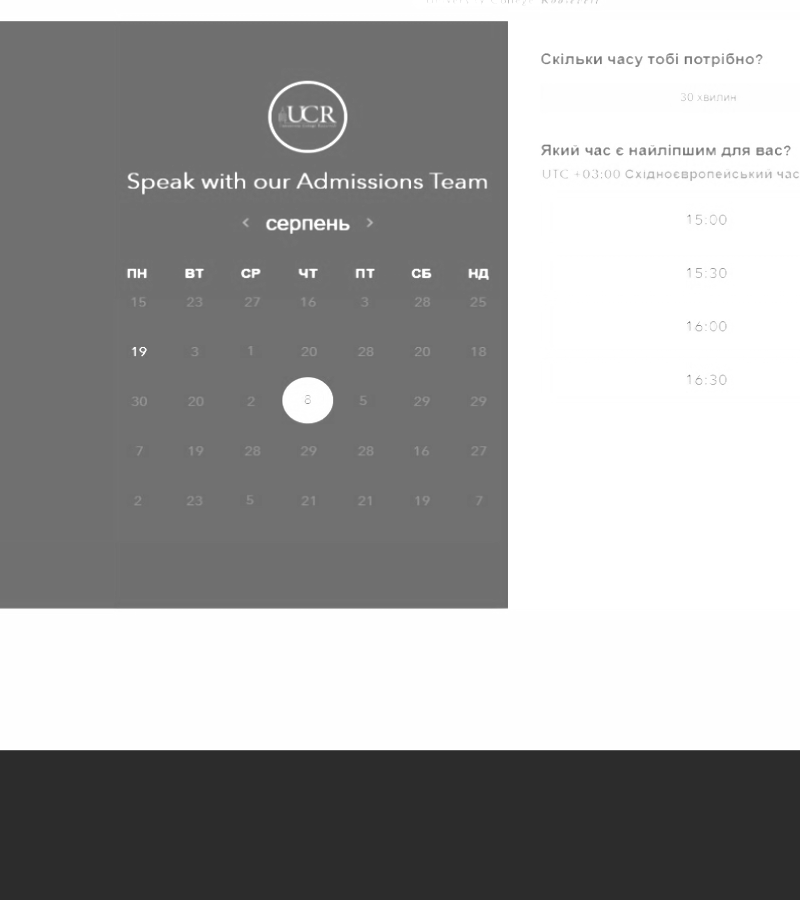 UCR
Speak with our Admissions Team
серпень
ПН ВТ СР ЧТ ПТ СБ НД
15 23 27 16 3 28 25
19 3 1 20 28 20 18
30 20 2 8 5 29 29
7 19 28 29 28 16 27
2 23 5 21 21 19 7
Скільки часу тобі потрібно?
30 хвилин
Який час є найліпшим для вас?
UTC +03:00 Східноєвропейський час
15:00
15:30
16:00
16:30